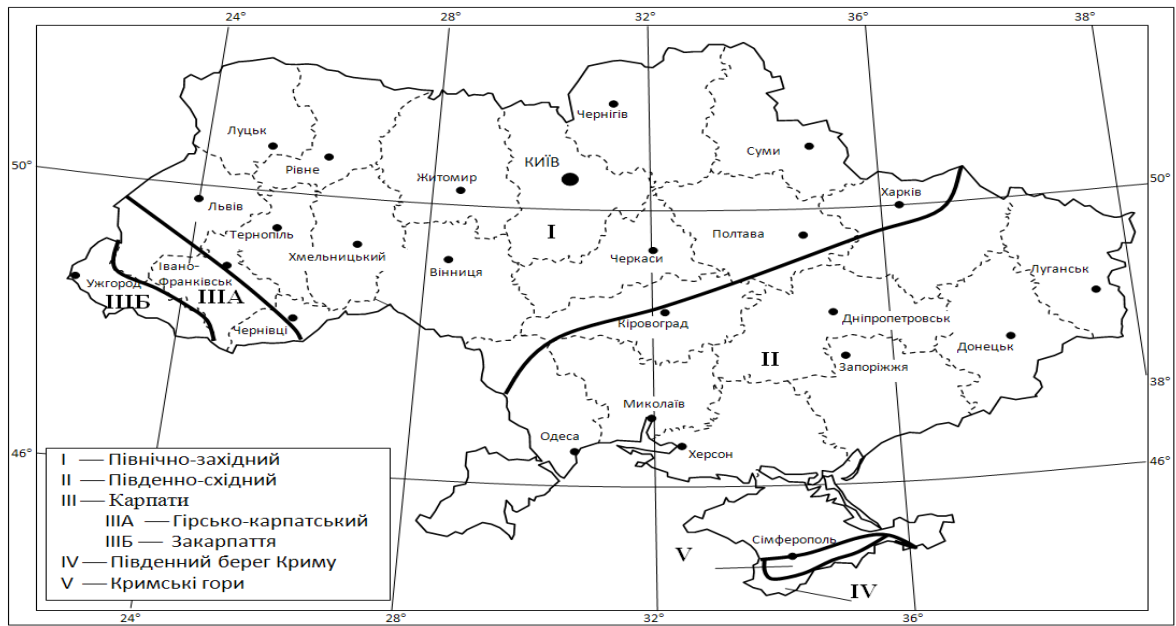 24°
28°
32°
36°
38°
Чернігів
Луцьк
Суми
КИЇВ
50°
Рівне
Житомир
50°
Харків
Львів
Тернопіль
I
Полтава
Хмельницький
Черкаси
Вінниця
Івано-
Франківськ
Луганськ
Ужгород
IIIБ
IIIА
Чернівці
Кіровоград
Дніпропетровськ
Донецьк
II
Запоріжжя
Миколаїв
38°
Одеса
Херсон
46°
46°
I — Північно-західний
II — Південно-східний
III — Карпати
IIIА — Гірсько-карпатський
IIIБ — Закарпаття
IV — Південний берег Криму
V — Кримські гори
Сімферополь
V
IV
24°
28°
32°
36°